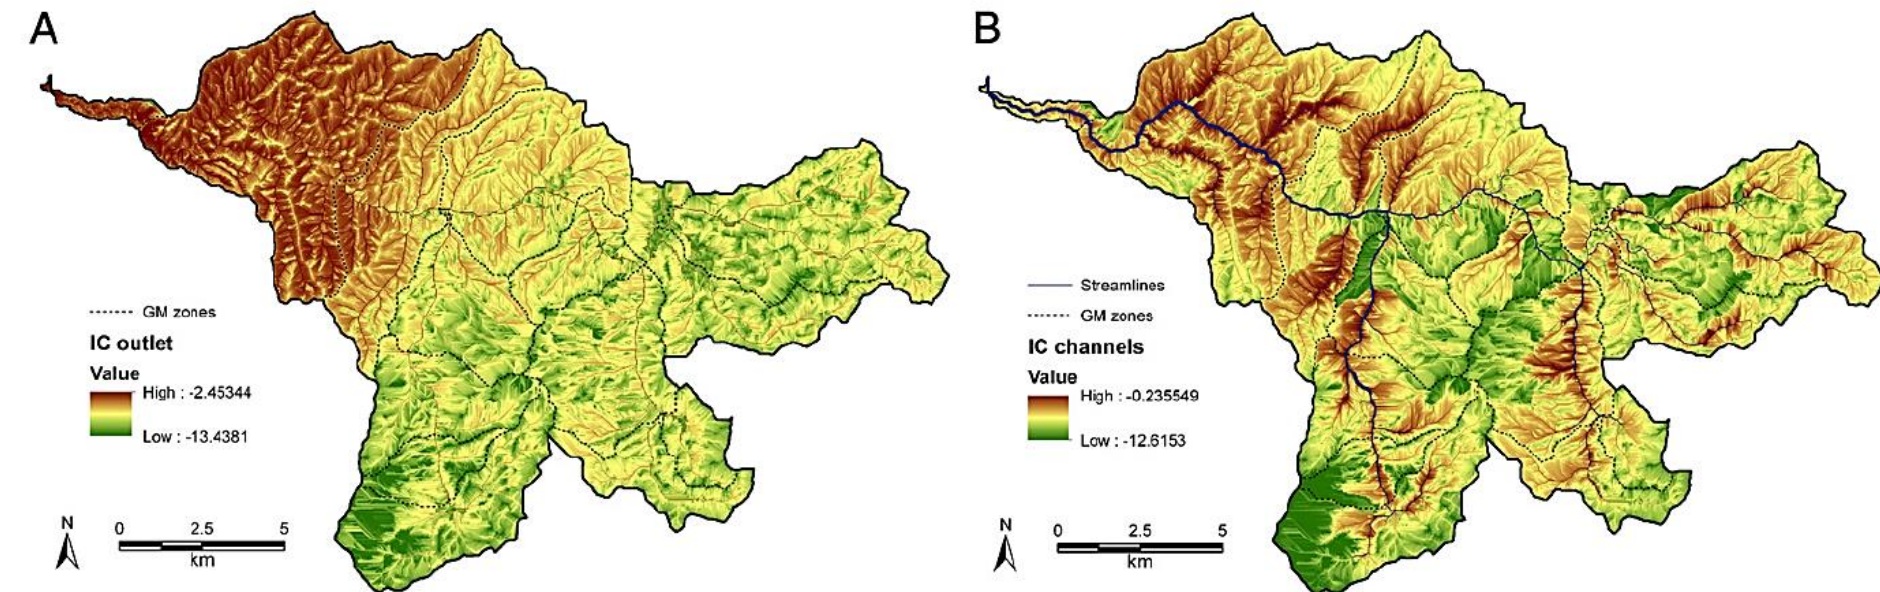 A
GM zones
IC outlet
Value
High : -2.45344
Low : -13.4381
N
0 2.5 5
km
B
Streamlines
GM zones
IC channels
Value
High : -0.235549
Low : -12.6153
N
0 2.5 5
km